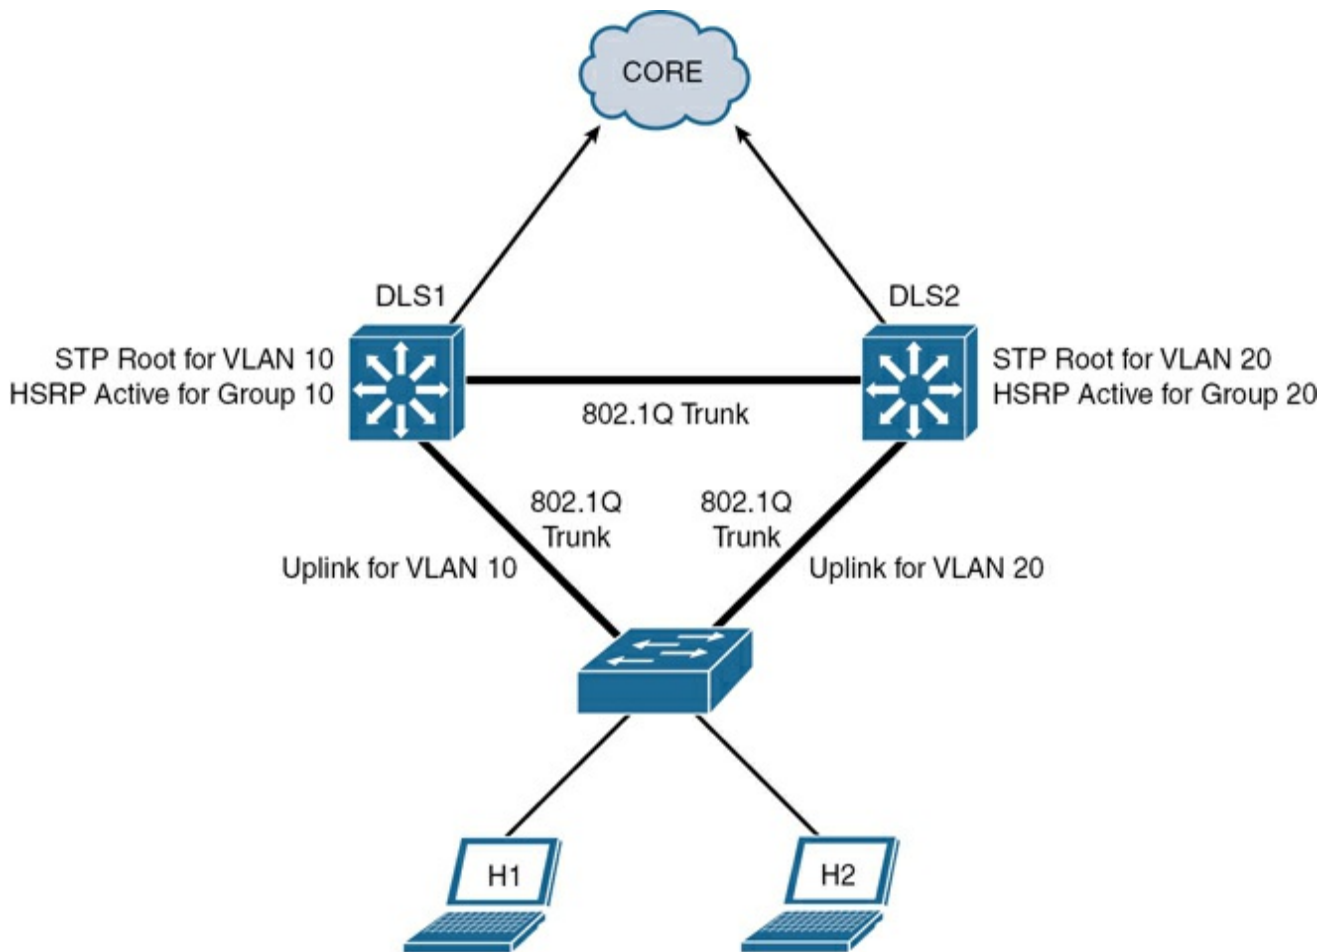 CORE
DLS1
DLS2
STP Root for VLAN 10
HSRP Active for Group 10
STP Root for VLAN 20
HSRP Active for Group 20
802.1Q Trunk
802.1Q
Trunk
802.1Q
Trunk
Uplink for VLAN 10
Uplink for VLAN 20
H1
H2